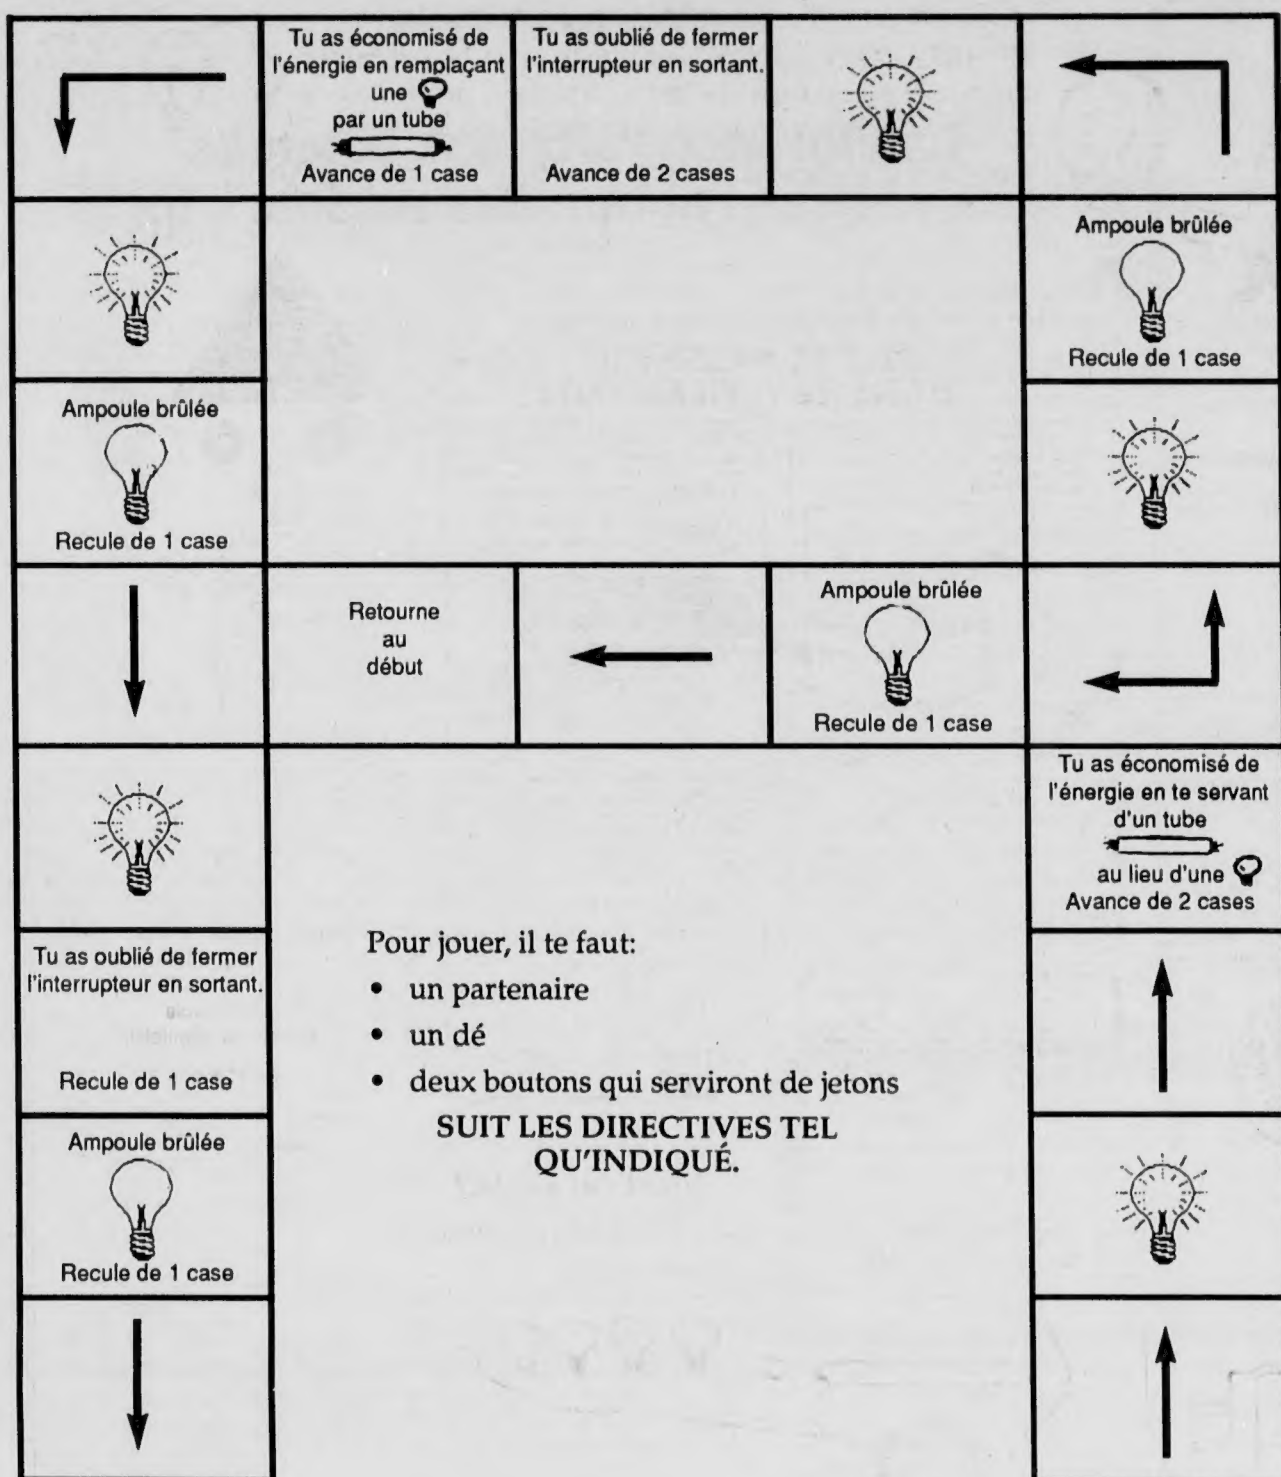 Tu as économisé de
l'énergie en remplaçant
une
par un tube
Avance de 1 case
Tu as oublié de fermer
l'interrupteur en sortant.
Avance de 2 cases
Ampoule brûlée
Recule de 1 case
Ampoule brûlée
Recule de 1 case
Retourne
au
début
Ampoule brûlée
Recule de 1 case
Tu as économisé de
l'énergie en te servant
d'un tube
au lieu d'une
Avance de 2 cases
Tu as oublié de fermer
l'interrupteur en sortant.
Recule de 1 case
Pour jouer, il te faut:
• un partenaire
• un dé
• deux boutons qui serviront de jetons
SUIT LES DIRECTIVES TEL
QU'INDIQUÉ.
Ampoule brûlée
Recule de 1 case